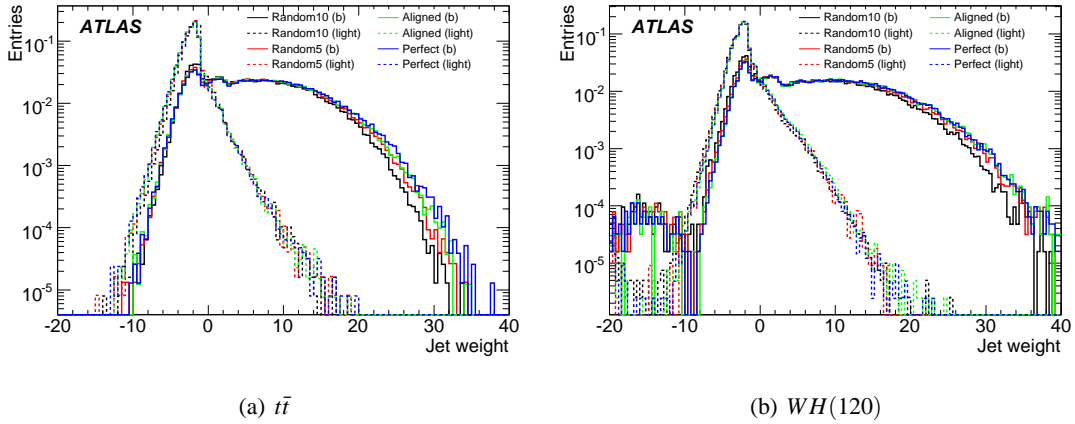 Entries
ATLAS
Random10 (b)
Random10 (light)
Random5 (b)
Random5 (light)
Aligned (b)
Aligned (light)
Perfect (b)
Perfect (light)
10^-1
10^-2
10^-3
10^-4
10^-5
-20 -10 0 10 20 30 40
Jet weight
(a) tt̄
Entries
ATLAS
Random10 (b)
Random10 (light)
Random5 (b)
Random5 (light)
Aligned (b)
Aligned (light)
Perfect (b)
Perfect (light)
10^-1
10^-2
10^-3
10^-4
10^-5
-20 -10 0 10 20 30 40
Jet weight
(b) WH(120)